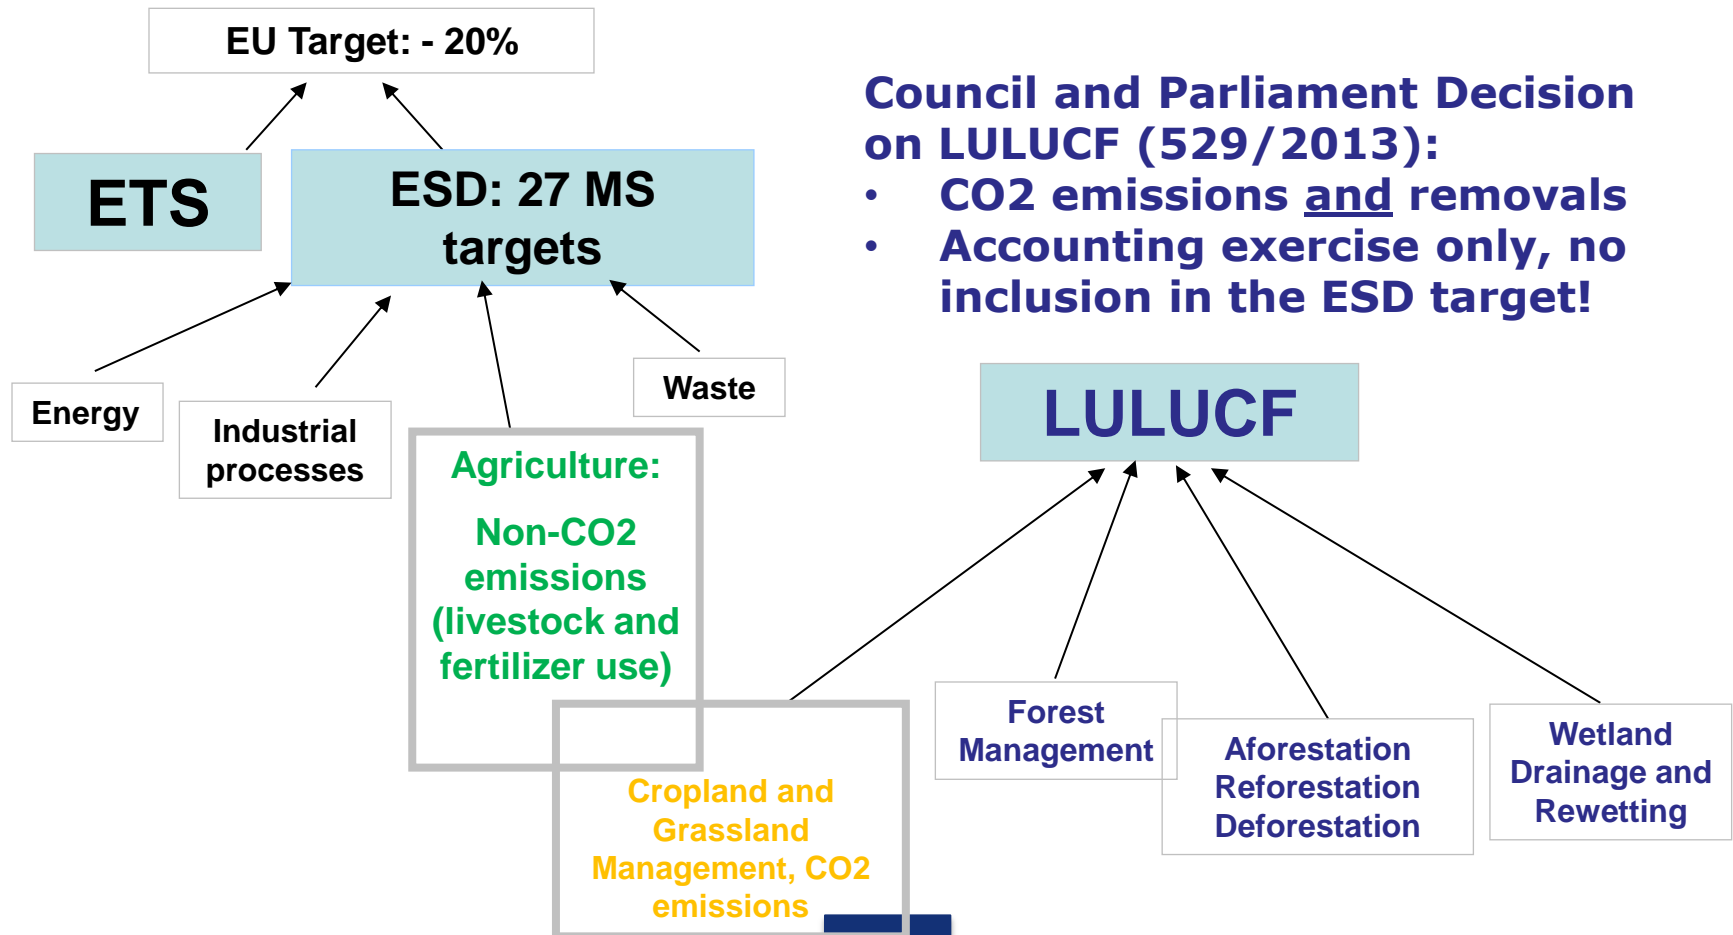 EU Target: - 20%
ETS
ESD: 27 MS
targets
Council and Parliament Decision
on LULUCF (529/2013):
• CO2 emissions and removals
• Accounting exercise only, no
inclusion in the ESD target!
Energy
Industrial
processes
Waste
Agriculture:
Non-CO2
emissions
(livestock and
fertilizer use)
LULUCF
Cropland and
Grassland
Management, CO2
emissions
Forest
Management
Aforestation
Reforestation
Deforestation
Wetland
Drainage and
Rewetting